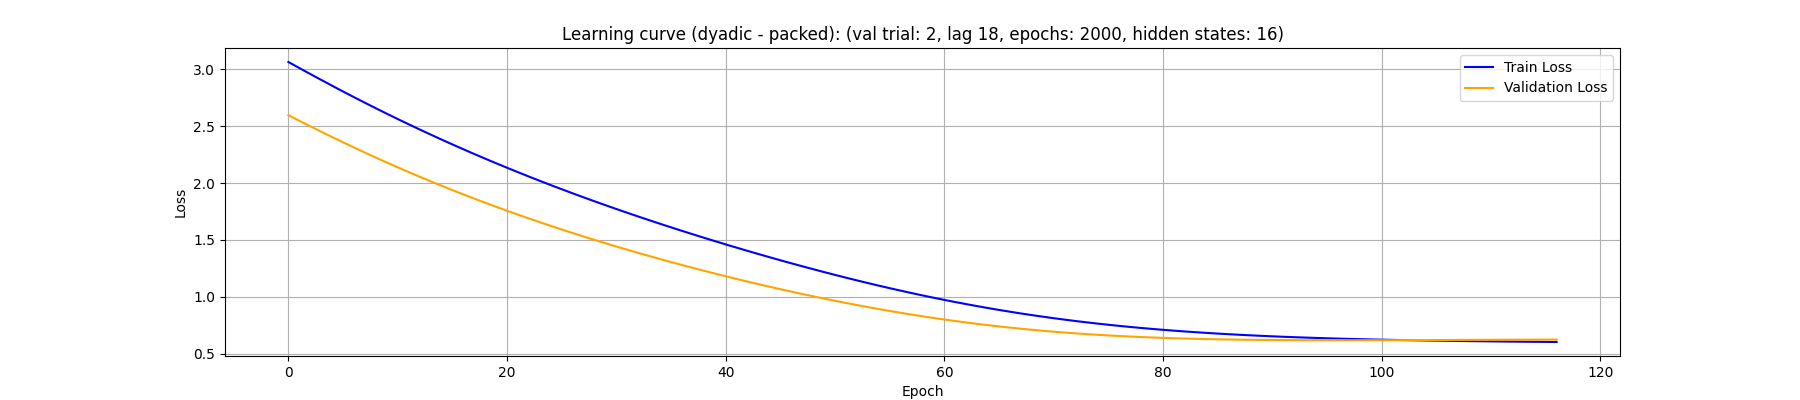 Learning curve (dyadic - packed): (val trial: 2, lag 18, epochs: 2000, hidden states: 16)
Train Loss
Validation Loss
3.0
2.5
2.0
1.5
1.0
0.5
Loss
0 20 40 60 80 100 120
Epoch